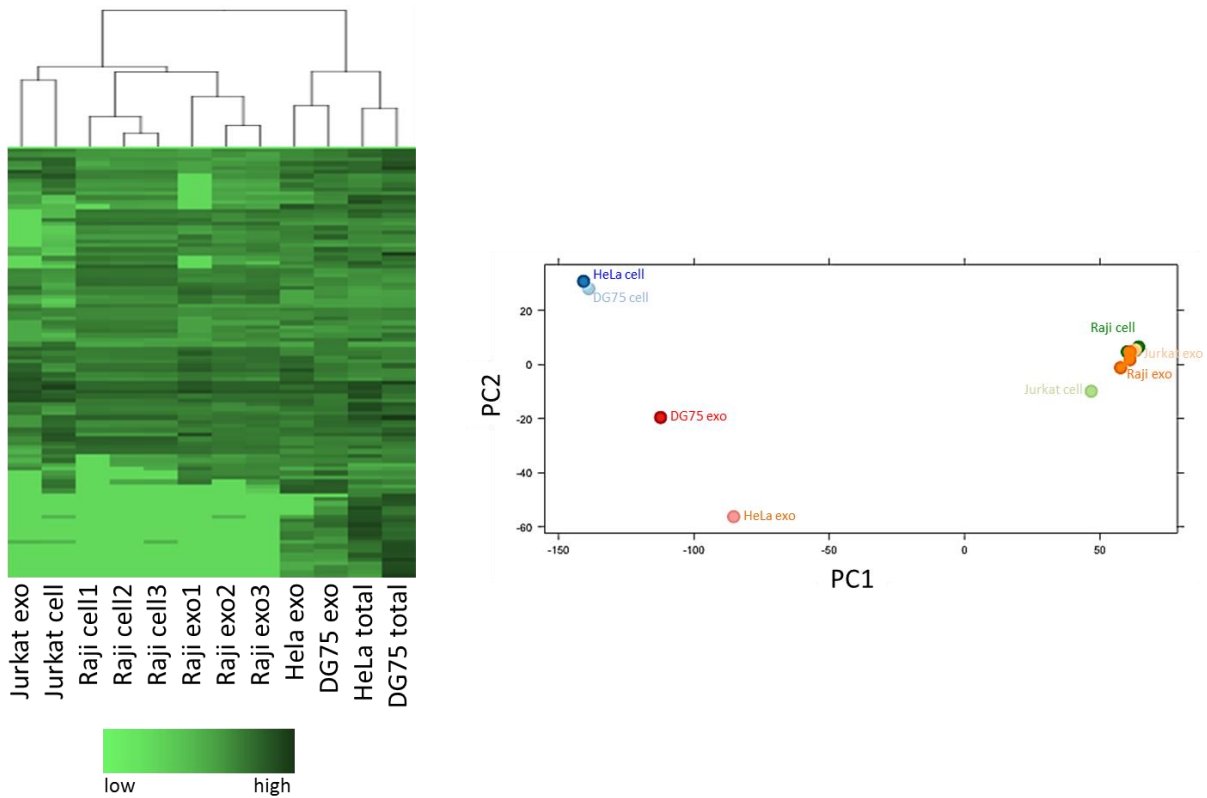 Jurkat exo
Jurkat cell
Raji cell1
Raji cell2
Raji cell3
Raji exo1
Raji exo2
Raji exo3
Hela exo
DG75 exo
HeLa total
DG75 total
low high
HeLa cell
DG75 cell
Raji cell
Jurkat exo
Raji exo
Jurkat cell
DG75 exo
HeLa exo
PC2
20
0
-20
-40
-60
-150 -100 -50 0 50
PC1